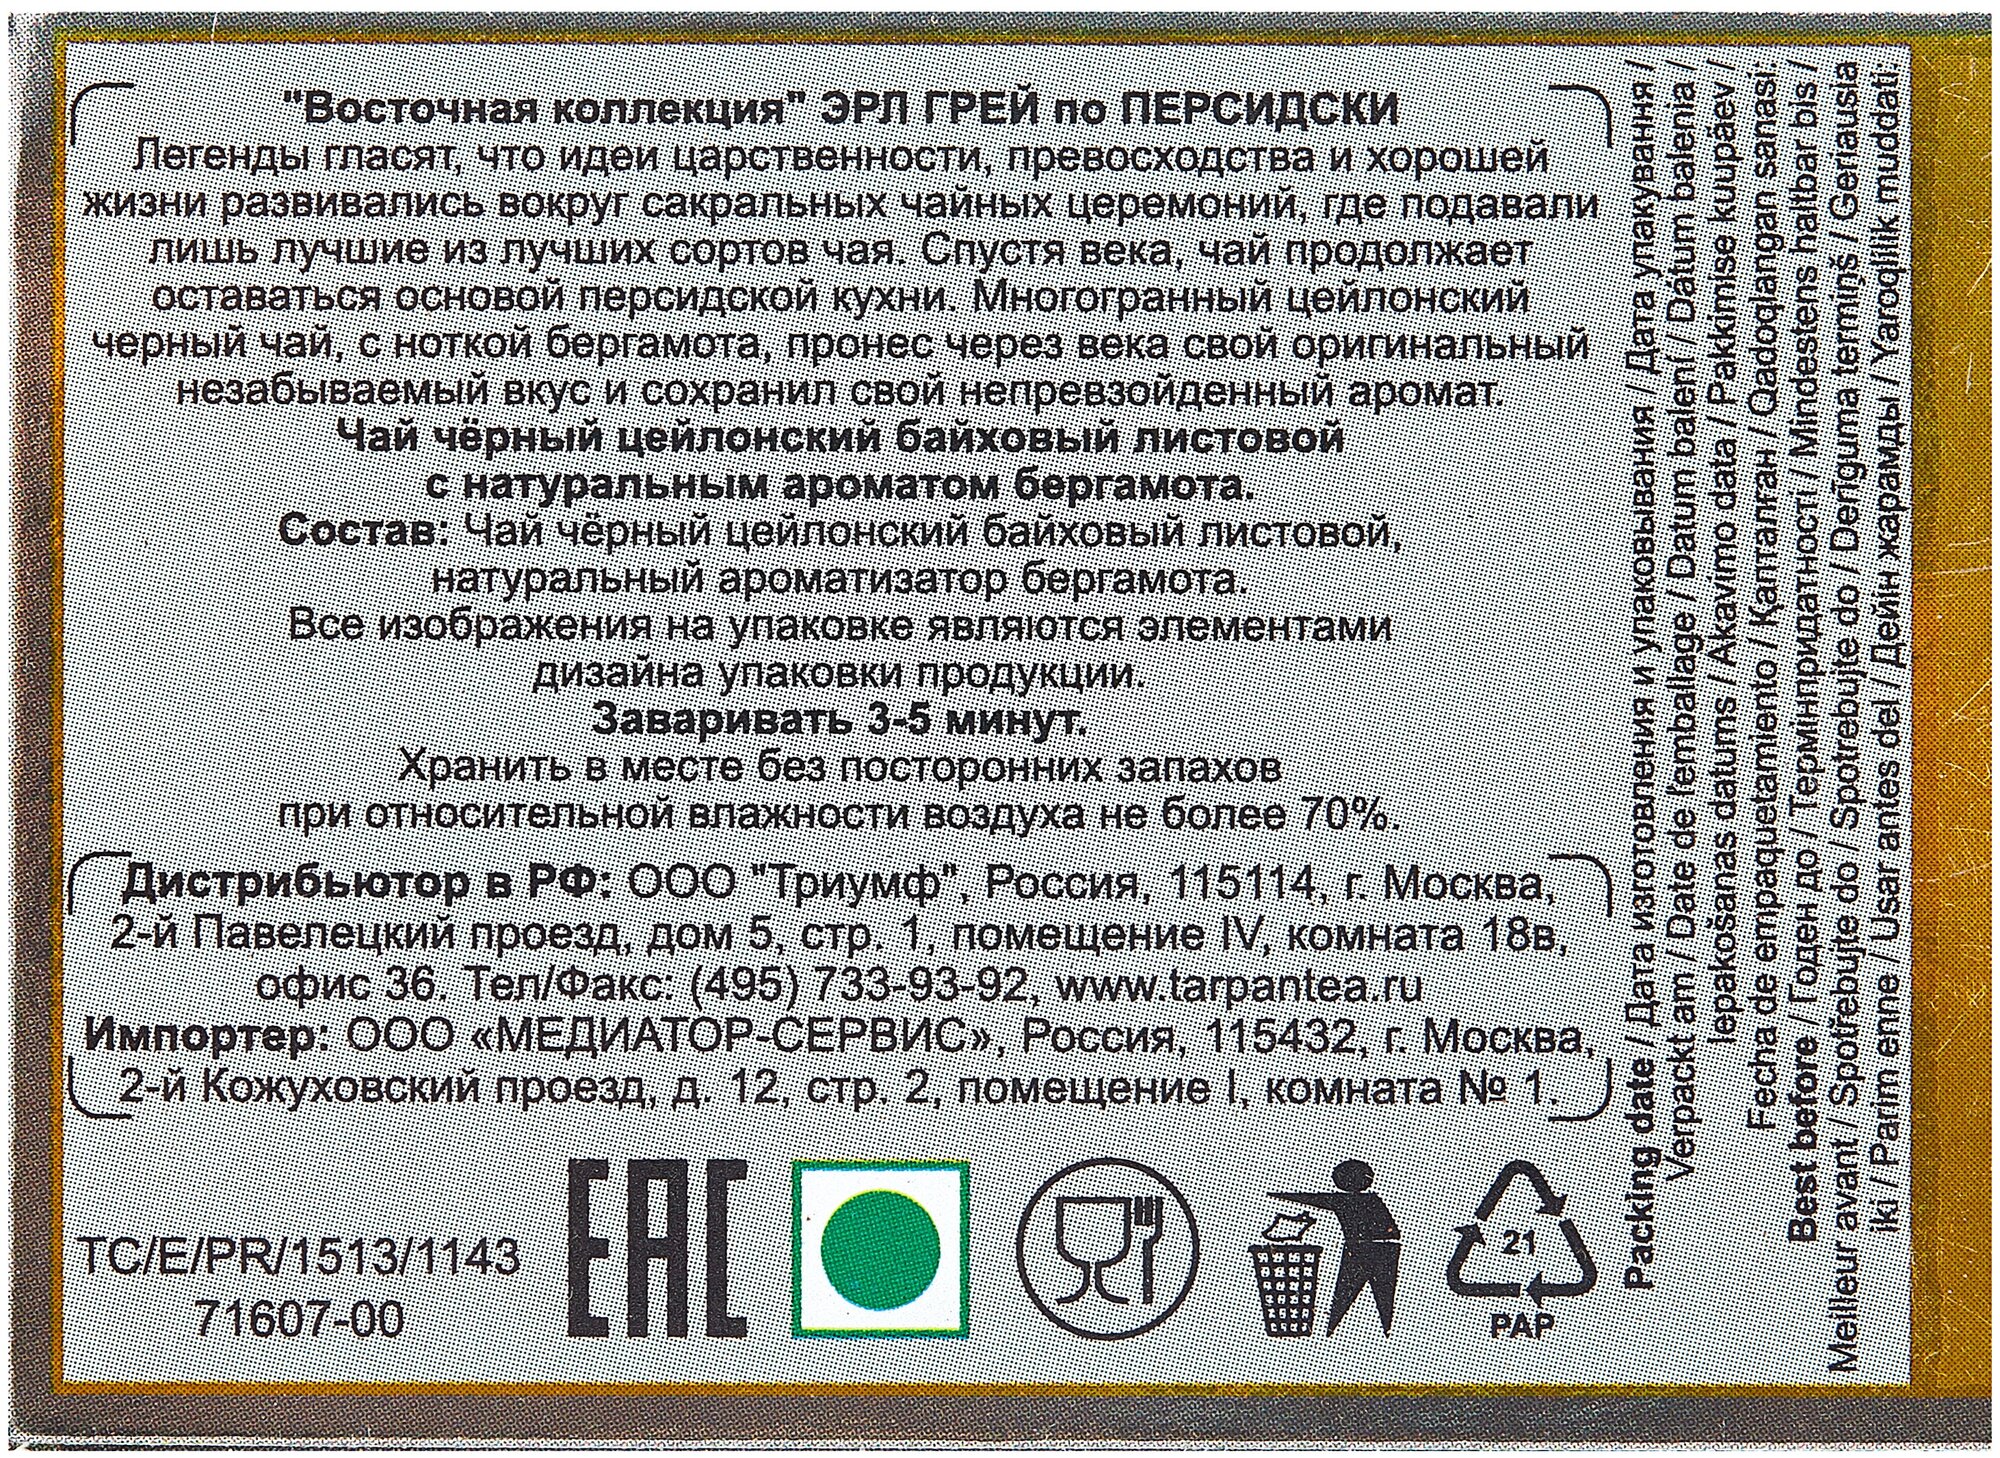 "Восточная коллекция" ЭРЛ ГРЕЙ по ПЕРСИДСКИ
Легенды гласят, что идеи царственности, превосходства и хорошей
жизни развивались вокруг сакральных чайных церемоний, где подавали
лишь лучшие из лучших сортов чая. Спустя века, чай продолжает
оставаться основой персидской кухни. Многогранный цейлонский
черный чай, с ноткой бергамота, пронес через века свой оригинальный
незабываемый вкус и сохранил свой непревзойденный аромат.
Чай чёрный цейлонский байховый листовой
с натуральным ароматом бергамота.
Состав: Чай чёрный цейлонский байховый листовой,
натуральный ароматизатор бергамота.
Все изображения на упаковке являются элементами
дизайна упаковки продукции.
Заваривать 3-5 минут.
Хранить в месте без посторонних запахов
при относительной влажности воздуха не более 70%.
Дистрибьютор в РФ: ООО "Триумф", Россия, 115114, г. Москва,
2-й Павелецкий проезд, дом 5, стр. 1, помещение IV, комната 18в,
офис 36. Тел/Факс: (495) 733-93-92, www.tarpantea.ru
Импортер: ООО «МЕДИАТОР-СЕРВИС», Россия, 115432, г. Москва,
2-й Кожуховский проезд, д. 12, стр. 2, помещение I, комната № 1.
TC/E/PR/1513/1143
71607-00
EAC
21
PAP
Packing date / Дата изготовления и упаковывания / Дата упакування /
Verpackt am / Date de l'emballage / Datum balení / Dátum balenia /
Iepakošanas datums / Akavimo data / Pakkimise kuupäev /
Fecha de empaquetamiento / Қапталған / Qadoqlangan sanasi:
Best before / Годен до / Термінпридатності / Mindestens haltbar bis /
Meilleur avant / Spotřebujte do / Spotrebujte do / Derīguma termiņš / Geriausia
iki / Parim enne / Usar antes del / Дейін жарамды / Yaroqlilik muddati: